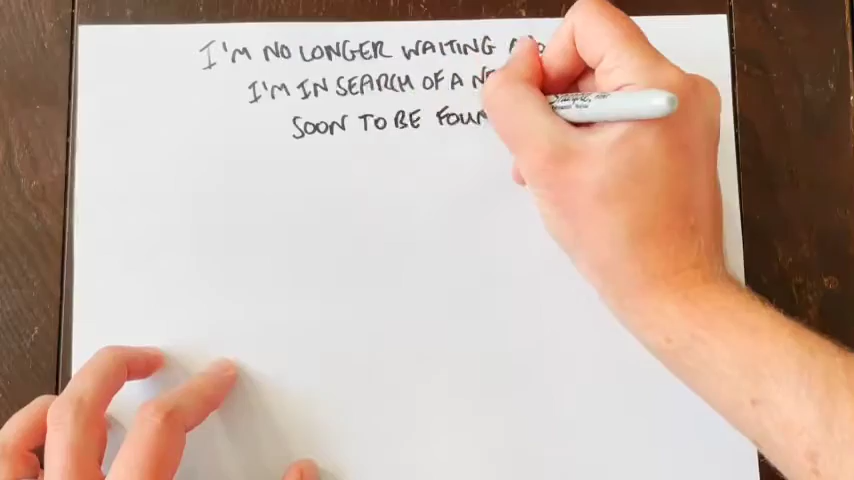 I'M NO LONGER WAITING
I'M IN SEARCH OF A
SOON TO BE